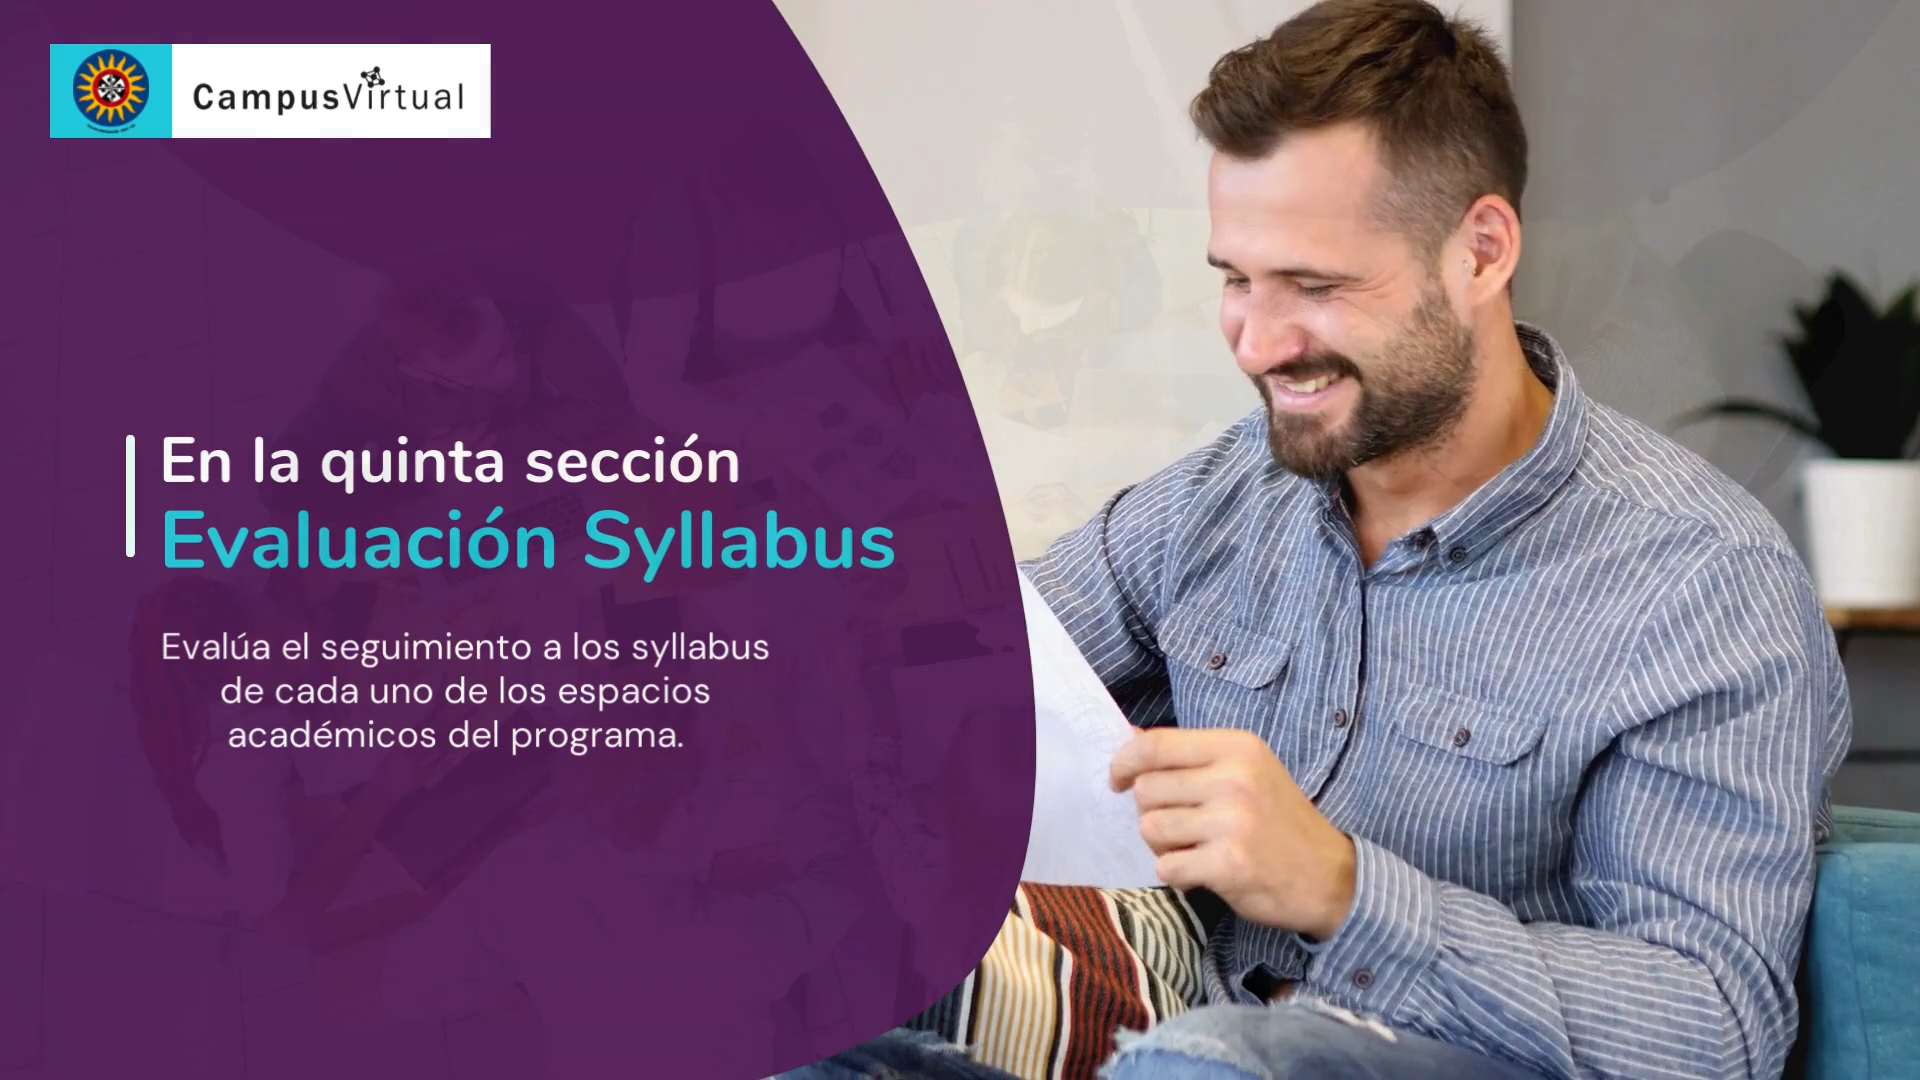 CampusVirtual
En la quinta sección
Evaluación Syllabus
Evalúa el seguimiento a los syllabus
de cada uno de los espacios
académicos del programa.